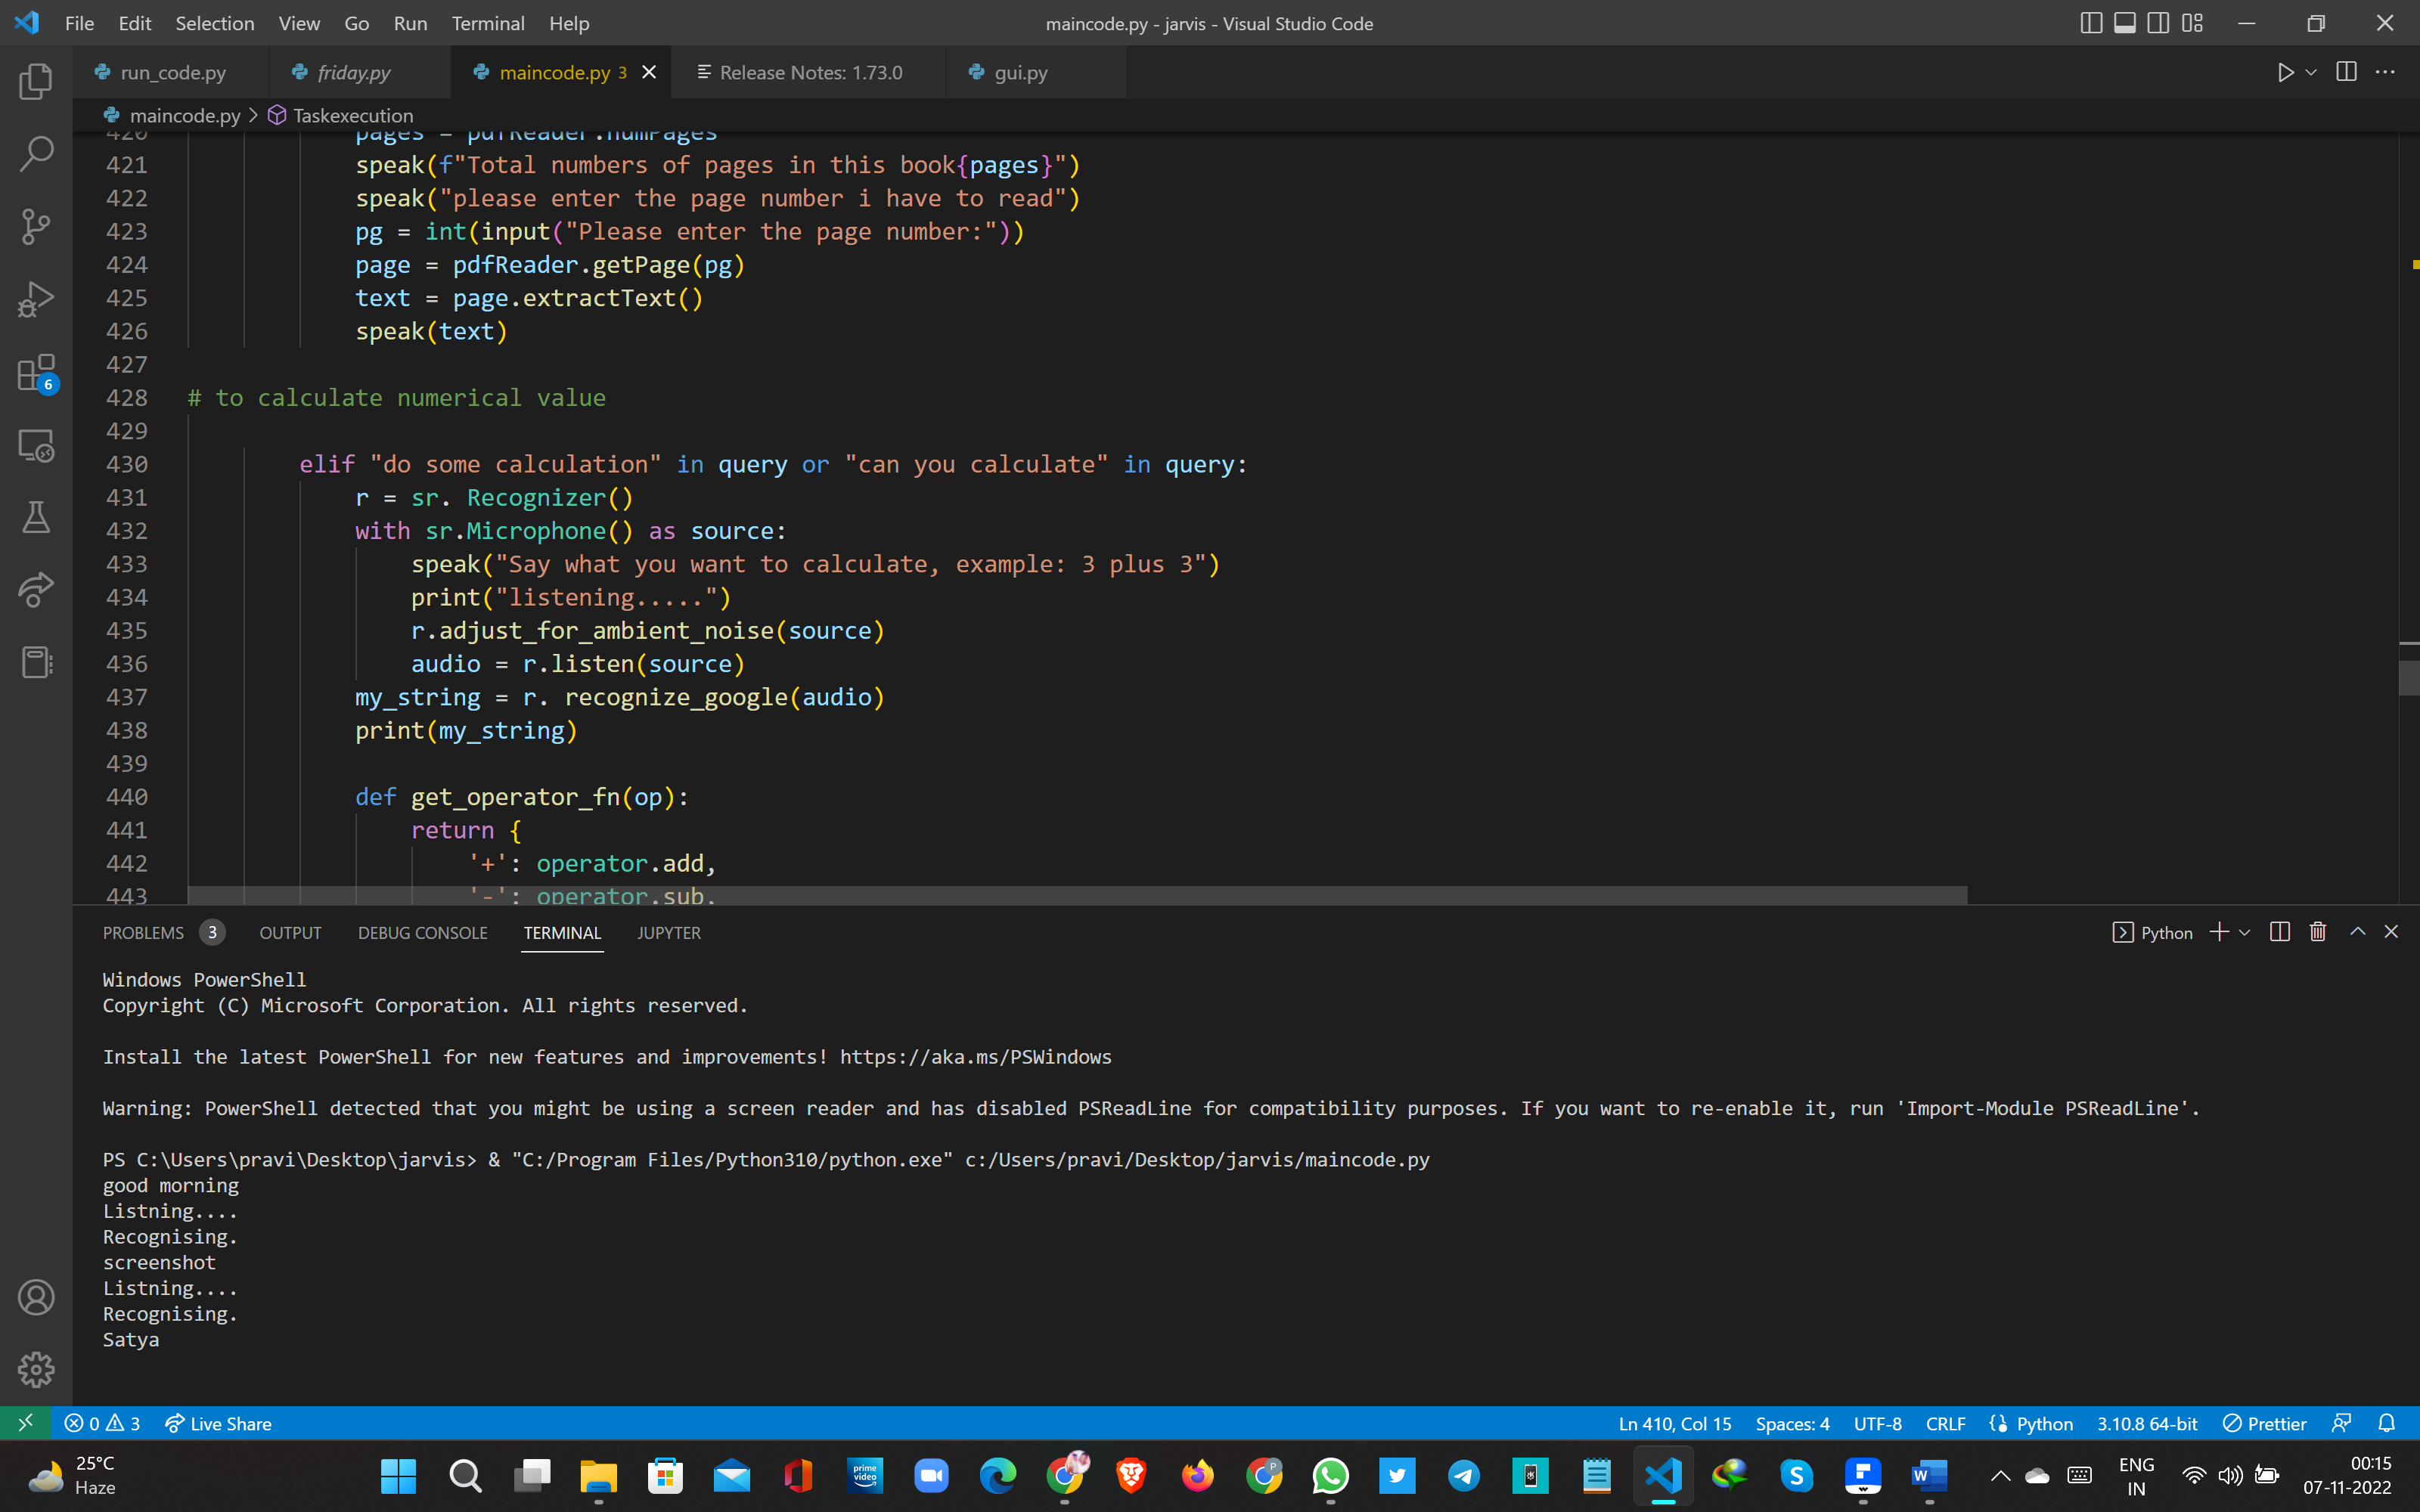 File Edit Selection View Go Run Terminal Help
maincode.py - jarvis - Visual Studio Code
run_code.py
friday.py
maincode.py 3
Release Notes: 1.73.0
gui.py
maincode.py > Taskexecution
420 pages = pdfReader.numPages
421 speak(f"Total numbers of pages in this book{pages}")
422 speak("please enter the page number i have to read")
423 pg = int(input("Please enter the page number:"))
424 page = pdfReader.getPage(pg)
425 text = page.extractText()
426 speak(text)
427
428 # to calculate numerical value
429
430 elif "do some calculation" in query or "can you calculate" in query:
431 r = sr. Recognizer()
432 with sr.Microphone() as source:
433 speak("Say what you want to calculate, example: 3 plus 3")
434 print("listening.....")
435 r.adjust_for_ambient_noise(source)
436 audio = r.listen(source)
437 my_string = r. recognize_google(audio)
438 print(my_string)
439
440 def get_operator_fn(op):
441 return {
442 '+': operator.add,
443 '-': operator.sub,
6
PROBLEMS 3 OUTPUT DEBUG CONSOLE TERMINAL JUPYTER
Python
Windows PowerShell
Copyright (C) Microsoft Corporation. All rights reserved.
Install the latest PowerShell for new features and improvements! https://aka.ms/PSWindows
Warning: PowerShell detected that you might be using a screen reader and has disabled PSReadLine for compatibility purposes. If you want to re-enable it, run 'Import-Module PSReadLine'.
PS C:\Users\pravi\Desktop\jarvis> & "C:/Program Files/Python310/python.exe" c:/Users/pravi/Desktop/jarvis/maincode.py
good morning
Listning....
Recognising.
screenshot
Listning....
Recognising.
Satya
0 3 Live Share
Ln 410, Col 15 Spaces: 4 UTF-8 CRLF Python 3.10.8 64-bit Prettier
25°C
Haze
prime video
ENG
IN
00:15
07-11-2022